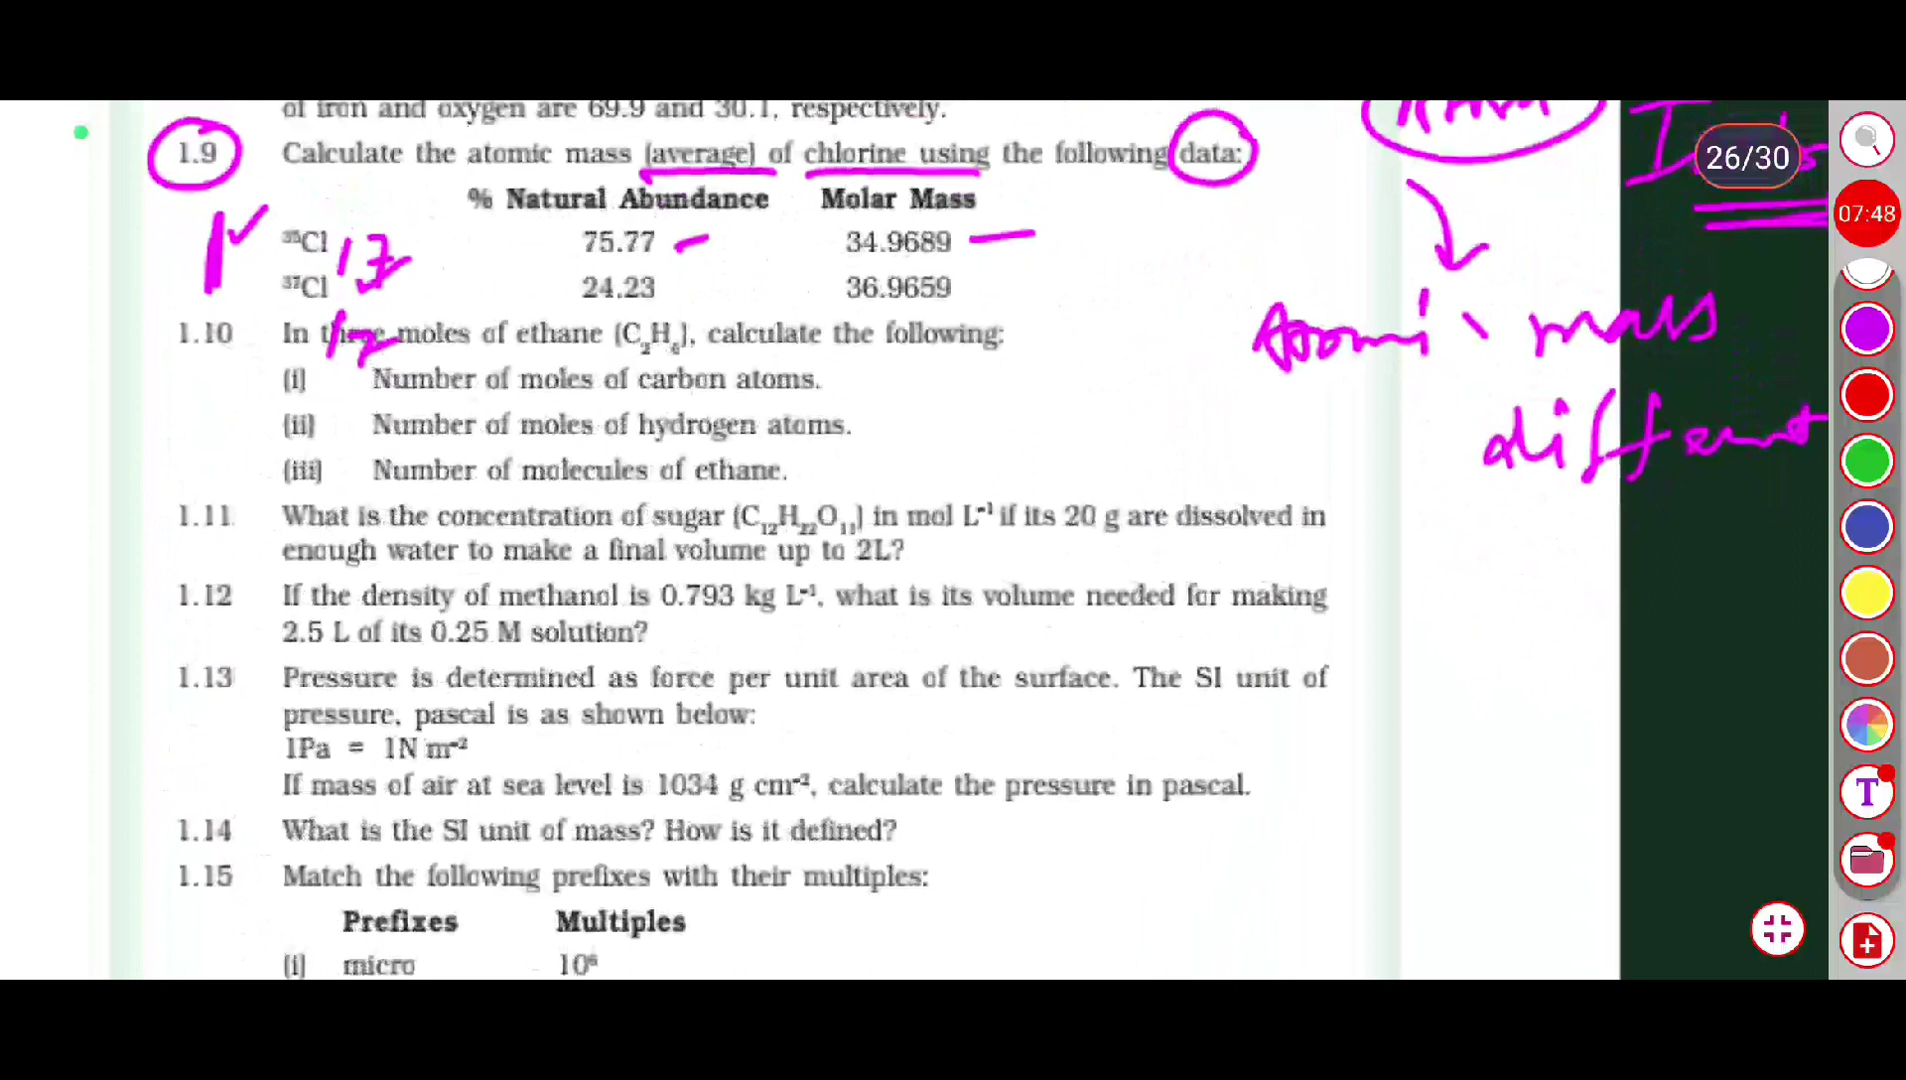 of iron and oxygen are 69.9 and 30.1, respectively.
1.9 Calculate the atomic mass (average) of chlorine using the following data:
% Natural Abundance Molar Mass
³⁵Cl 17 75.77 34.9689
³⁷Cl 24.23 36.9659
17
1.10 In three moles of ethane (C₂H₆), calculate the following:
(i) Number of moles of carbon atoms.
(ii) Number of moles of hydrogen atoms.
(iii) Number of molecules of ethane.
1.11 What is the concentration of sugar (C₁₂H₂₂O₁₁) in mol L⁻¹ if its 20 g are dissolved in
enough water to make a final volume up to 2L?
1.12 If the density of methanol is 0.793 kg L⁻¹, what is its volume needed for making
2.5 L of its 0.25 M solution?
1.13 Pressure is determined as force per unit area of the surface. The SI unit of
pressure, pascal is as shown below:
1Pa = 1N m⁻²
If mass of air at sea level is 1034 g cm⁻², calculate the pressure in pascal.
1.14 What is the SI unit of mass? How is it defined?
1.15 Match the following prefixes with their multiples:
Prefixes Multiples
(i) micro 10⁶
Atomi mass
different
26/30
07:48
T